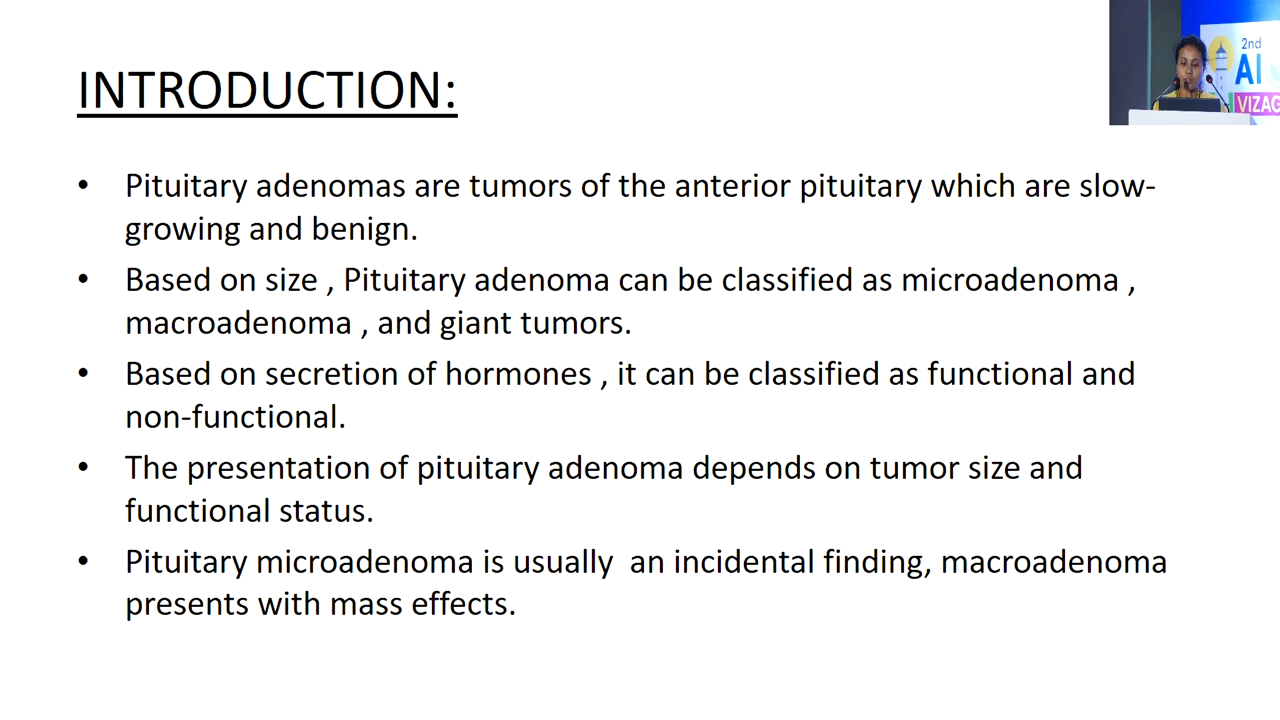 INTRODUCTION:
2nd
AI
VIZAG
• Pituitary adenomas are tumors of the anterior pituitary which are slow-
growing and benign.
• Based on size , Pituitary adenoma can be classified as microadenoma ,
macroadenoma , and giant tumors.
• Based on secretion of hormones , it can be classified as functional and
non-functional.
• The presentation of pituitary adenoma depends on tumor size and
functional status.
• Pituitary microadenoma is usually  an incidental finding, macroadenoma
presents with mass effects.